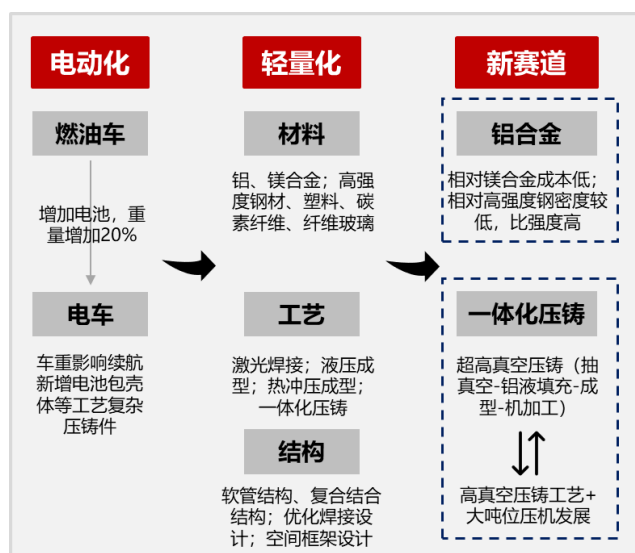 电动化
燃油车
增加电池，重
量增加20%
电车
车重影响续航
新增电池包壳
体等工艺复杂
压铸件
轻量化
材料
铝、镁合金；高强
度钢材、塑料、碳
素纤维、纤维玻璃
工艺
激光焊接；液压成
型；热冲压成型；
一体化压铸
结构
软管结构、复合结合
结构；优化焊接设
计；空间框架设计
新赛道
铝合金
相对镁合金成本低；
相对高强度钢密度较
低，比强度高
一体化压铸
超高真空压铸（抽
真空-铝液填充-成
型-机加工）
高真空压铸工艺+
大吨位压机发展